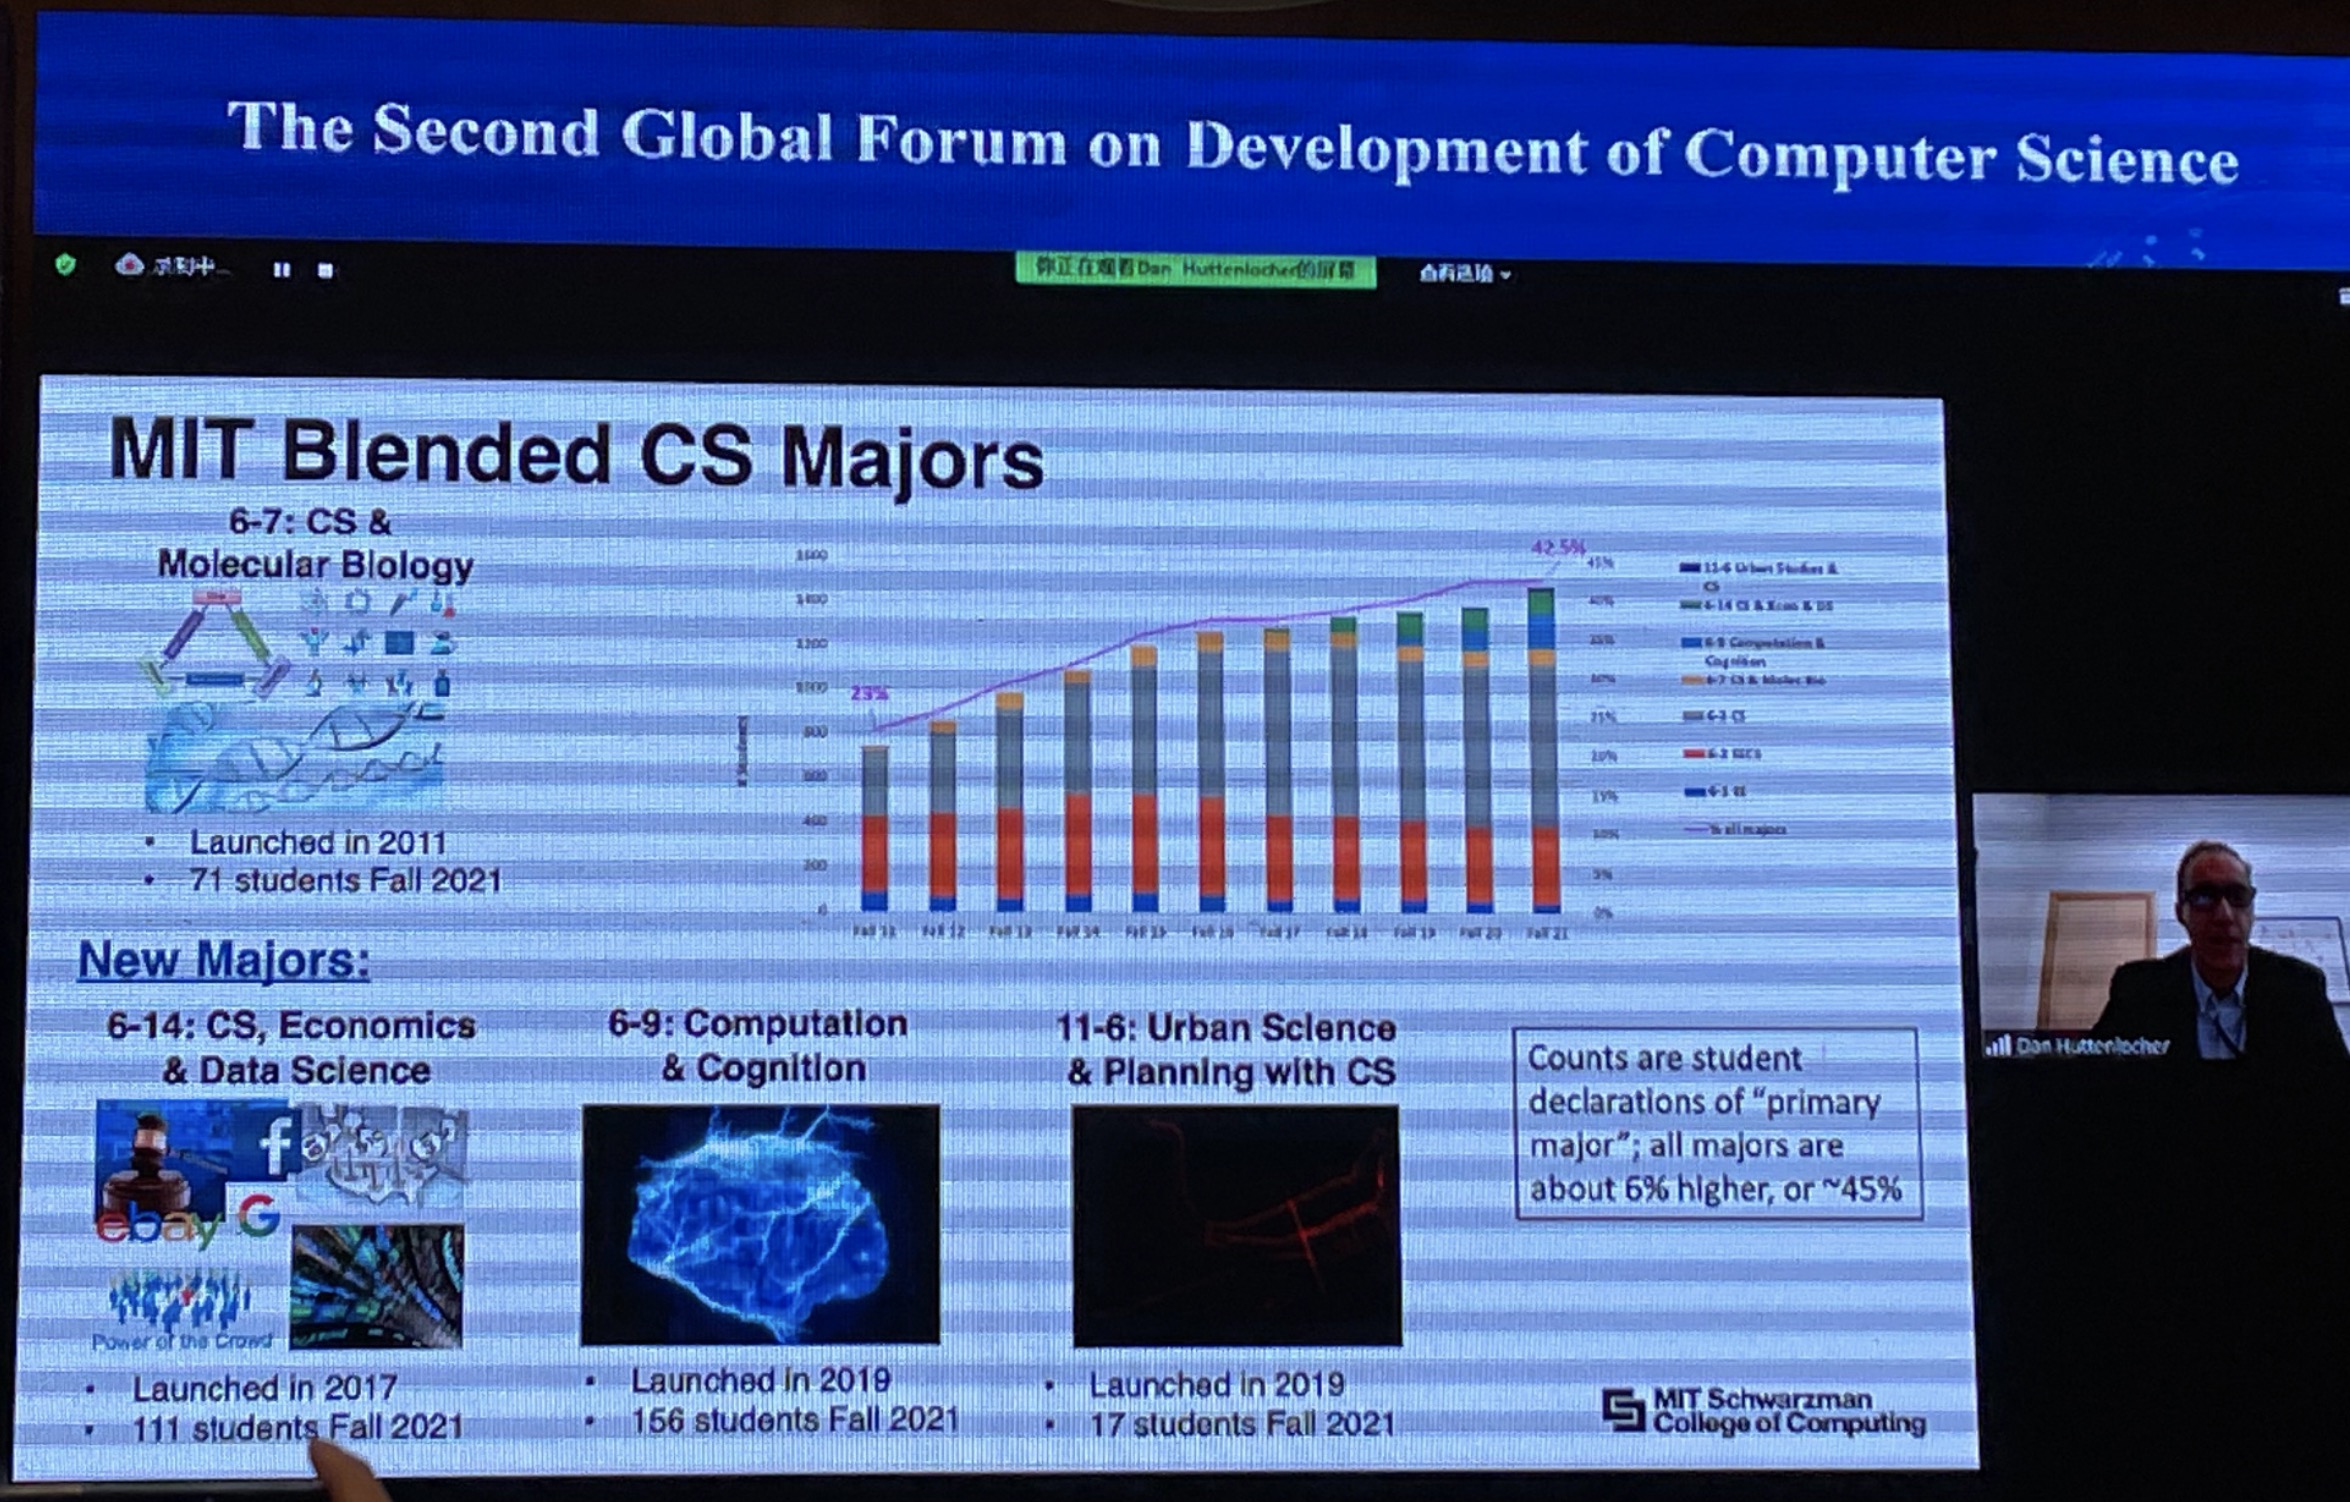 The Second Global Forum on Development of Computer Science
录制中...
你正在观看Dan Huttenlocher的屏幕
查看选项
MIT Blended CS Majors
6-7: CS &
Molecular Biology
Launched in 2011
71 students Fall 2021
1600
1400
1200
1000
800
600
400
200
0
# Students
23%
42.5%
45%
40%
35%
30%
25%
20%
15%
10%
5%
0%
Fall 11
Fall 12
Fall 13
Fall 14
Fall 15
Fall 16
Fall 17
Fall 18
Fall 19
Fall 20
Fall 21
11-6 Urban Studies &
CS
6-14 CS & Econ & DS
6-9 Computation &
Cognition
6-7 CS & Molec Bio
6-3 CS
6-2 EECS
6-1 EE
% all majors
New Majors:
6-14: CS, Economics
& Data Science
f
ebay G
Power of the Crowd
Launched in 2017
111 students Fall 2021
6-9: Computation
& Cognition
Launched in 2019
156 students Fall 2021
11-6: Urban Science
& Planning with CS
Launched in 2019
17 students Fall 2021
Counts are student
declarations of “primary
major”; all majors are
about 6% higher, or ~45%
MIT Schwarzman
College of Computing
Dan Huttenlocher